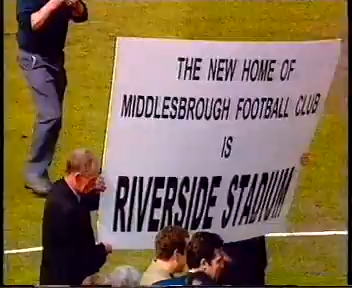 THE NEW HOME OF
MIDDLESBROUGH FOOTBALL CLUB
IS
RIVERSIDE STADIUM